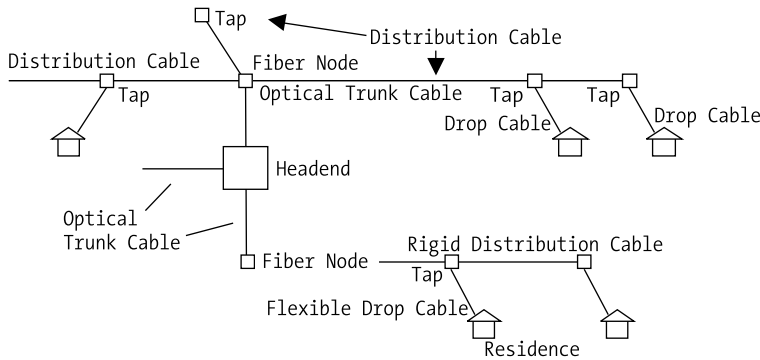 Tap
Distribution Cable
Distribution Cable
Fiber Node
Tap
Optical Trunk Cable
Tap
Tap
Drop Cable
Drop Cable
Headend
Optical
Trunk Cable
Rigid Distribution Cable
Fiber Node
Tap
Flexible Drop Cable
Residence